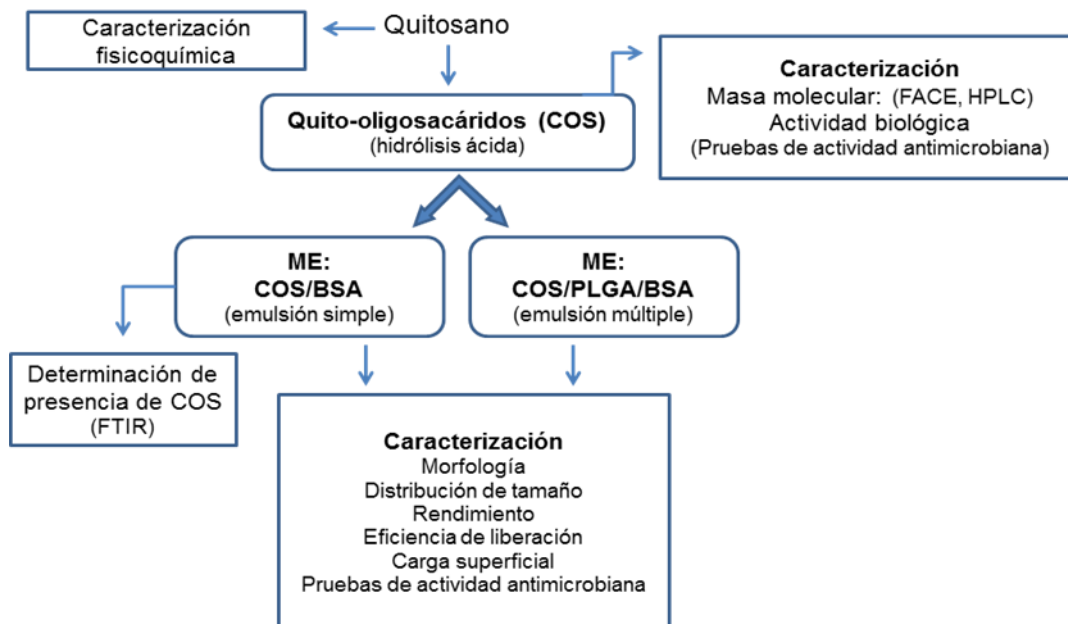 Caracterización
fisicoquímica
Quitosano
Quito-oligosacáridos (COS)
(hidrólisis ácida)
Caracterización
Masa molecular: (FACE, HPLC)
Actividad biológica
(Pruebas de actividad antimicrobiana)
ME:
COS/BSA
(emulsión simple)
ME:
COS/PLGA/BSA
(emulsión múltiple)
Determinación de
presencia de COS
(FTIR)
Caracterización
Morfología
Distribución de tamaño
Rendimiento
Eficiencia de liberación
Carga superficial
Pruebas de actividad antimicrobiana